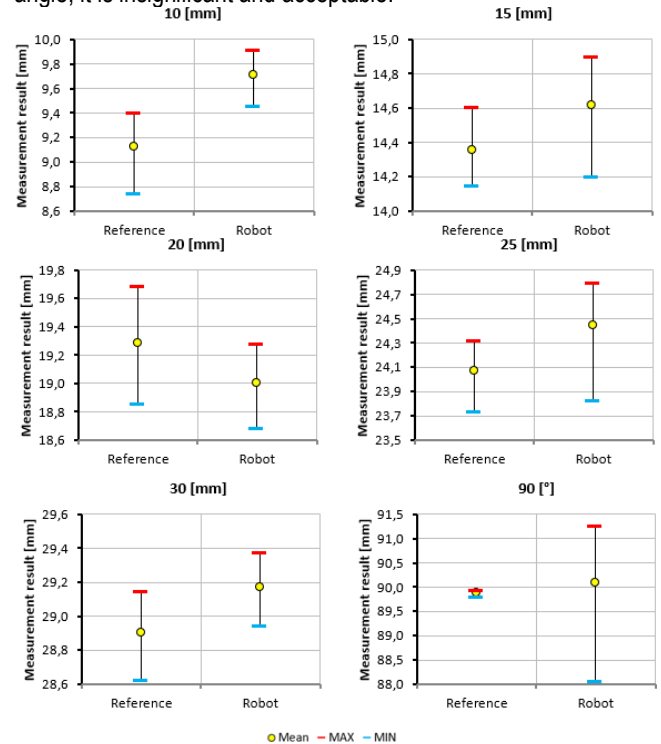 angle, it is insignificant and acceptable.
10 [mm]
Measurement result [mm]
10,0
9,8
9,6
9,4
9,2
9,0
8,8
8,6
Reference Robot
15 [mm]
Measurement result [mm]
15,0
14,8
14,6
14,4
14,2
14,0
Reference Robot
20 [mm]
Measurement result [mm]
19,8
19,6
19,4
19,2
19,0
18,8
18,6
Reference Robot
25 [mm]
Measurement result [mm]
24,9
24,7
24,5
24,3
24,1
23,9
23,7
23,5
Reference Robot
30 [mm]
Measurement result [mm]
29,6
29,4
29,2
29,0
28,8
28,6
Reference Robot
90 [°]
Measurement result [mm]
91,5
91,0
90,5
90,0
89,5
89,0
88,5
88,0
Reference Robot
Mean MAX MIN